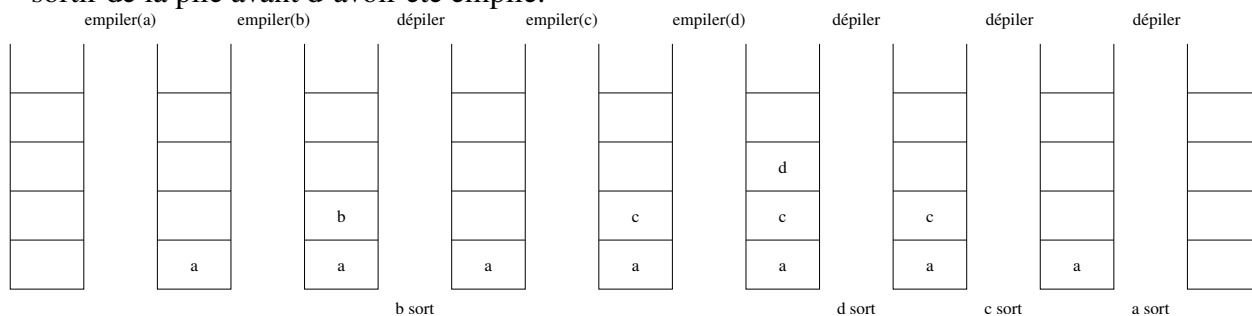 sortir de la pile avant d'avoir été empilé.
empiler(a) empiler(b) dépiler empiler(c) empiler(d) dépiler dépiler dépiler
d
b c c c
a a a a a a a
b sort d sort c sort a sort